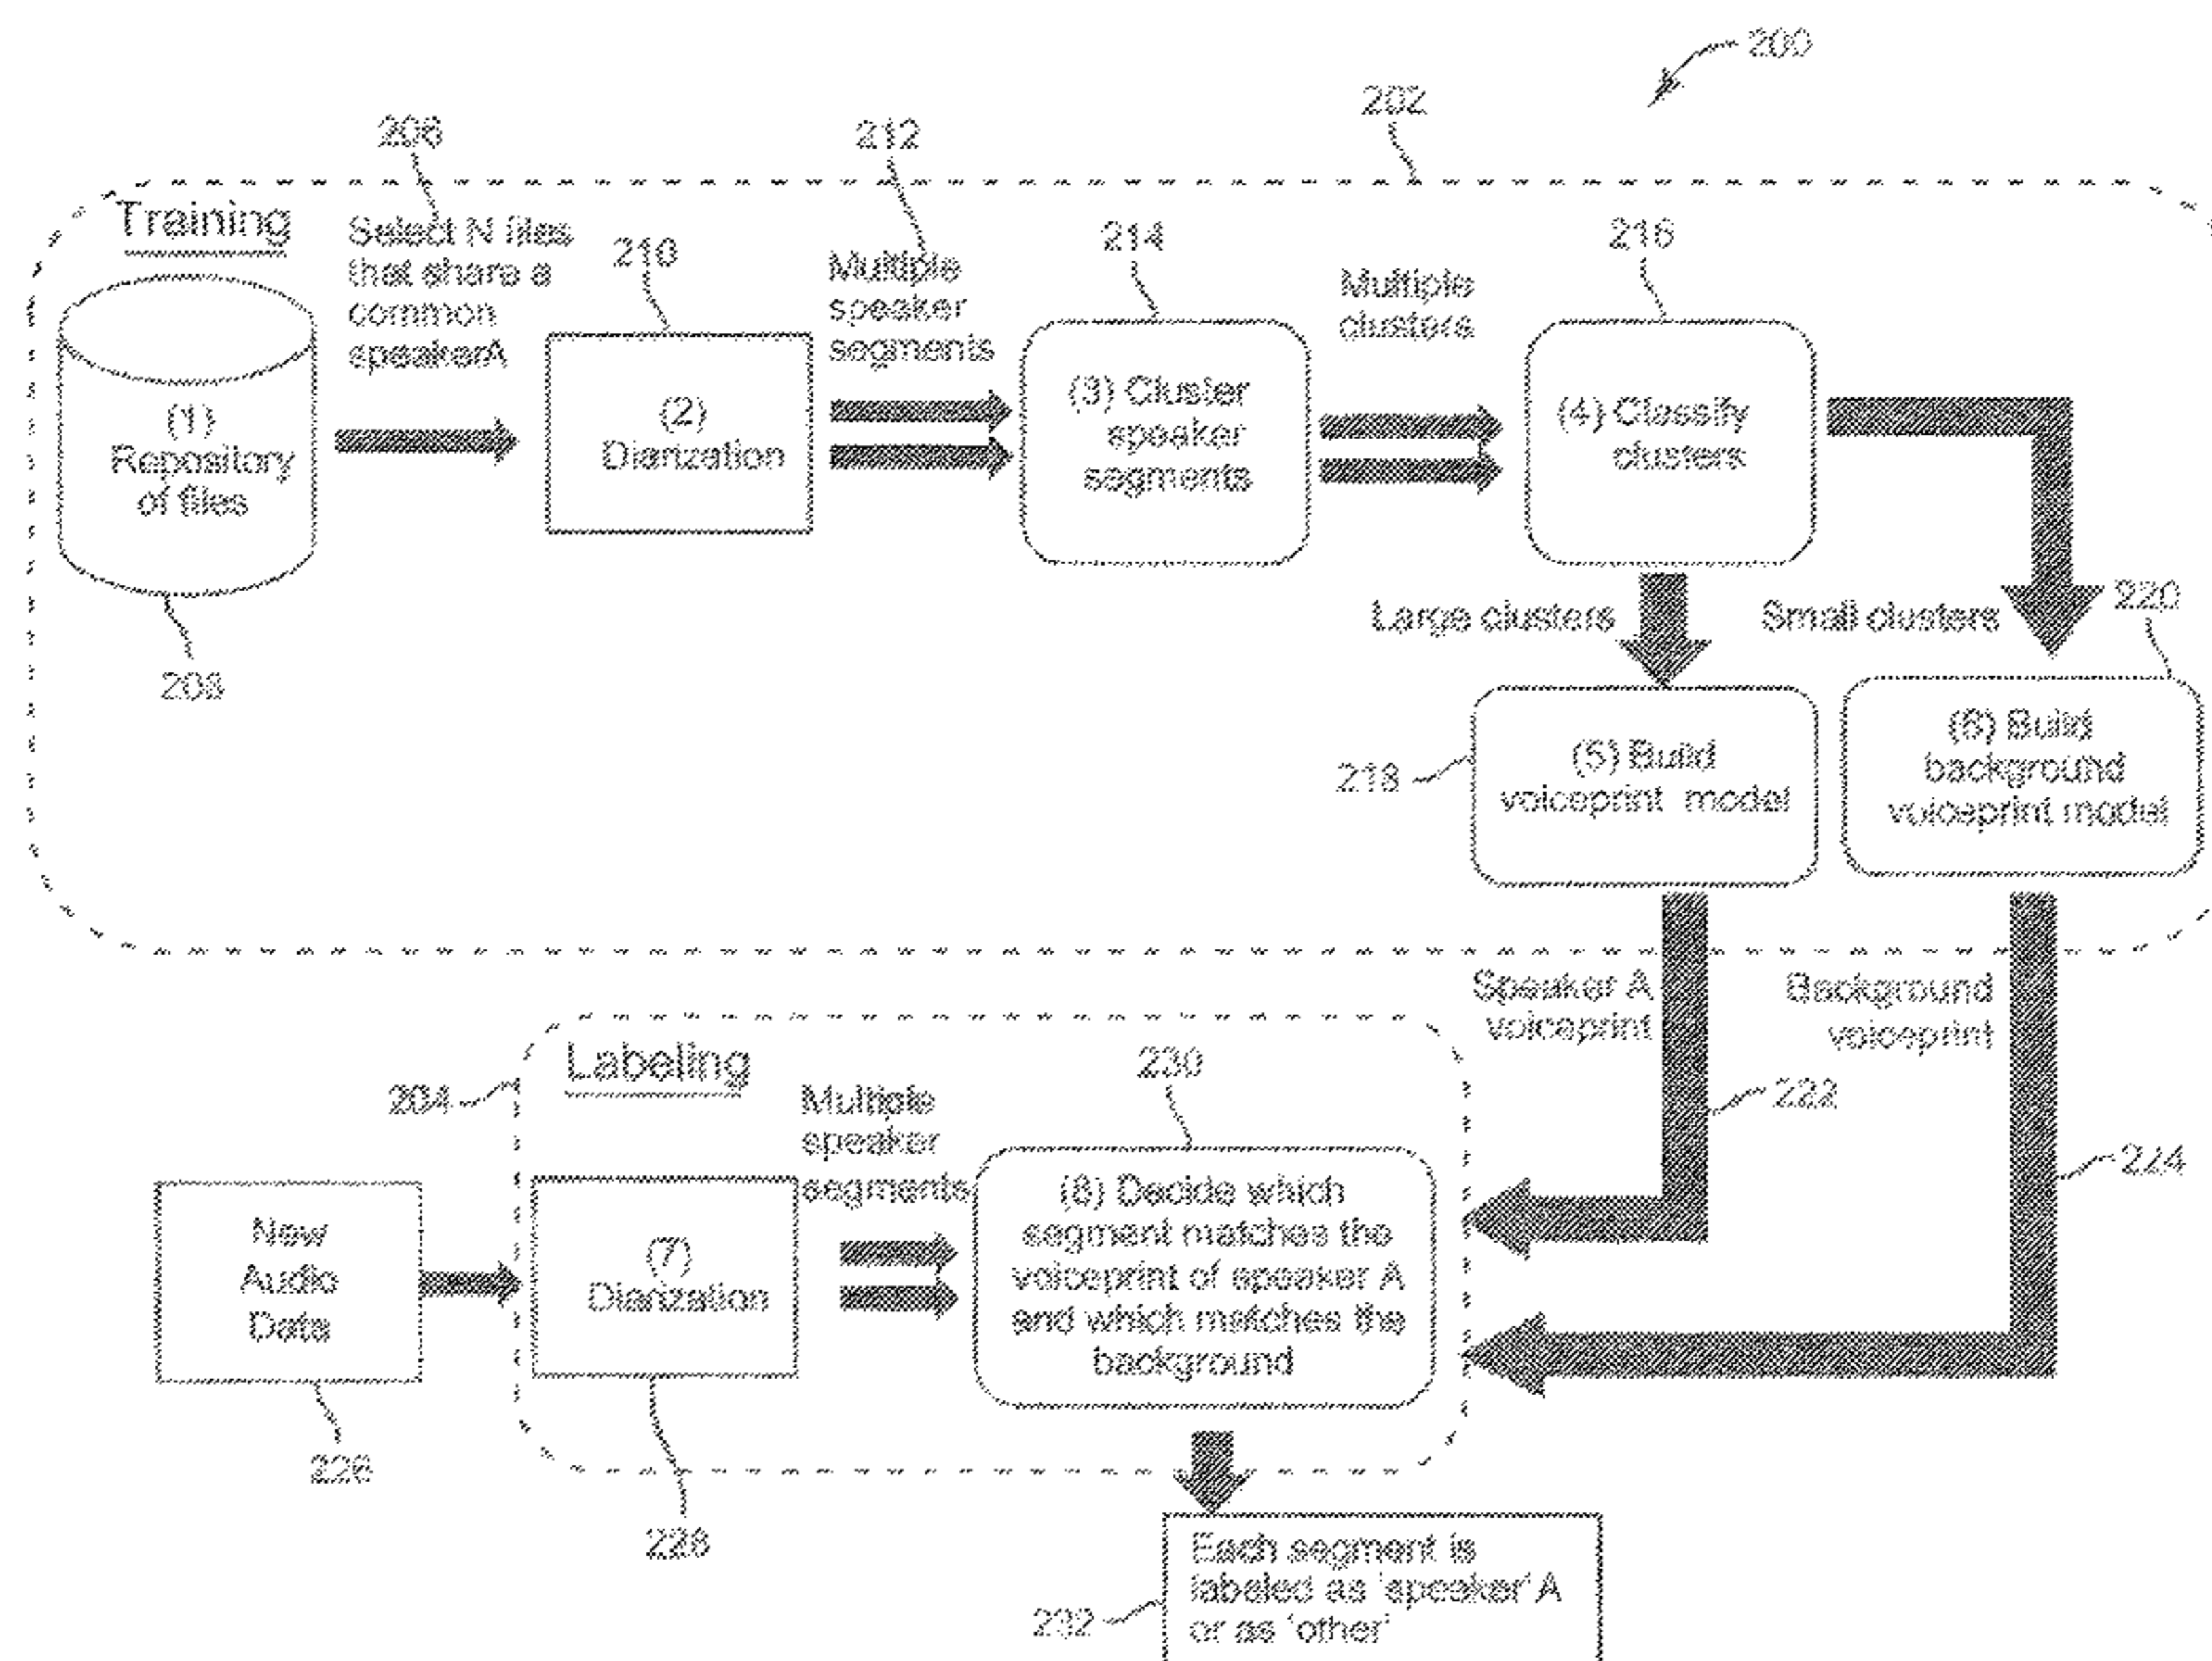 200
202
206
212
Training
Select N files
that share a
common
speakerA
210
Multiple
speaker
segments
214
Multiple
clusters
216
(1)
Repository
of files
(2)
Diarization
(3) Cluster
speaker
segments
(4) Classify
clusters
208
Large clusters
Small clusters
220
218
(5) Build
voiceprint model
(6) Build
background
voiceprint model
Speaker A
voiceprint
Background
voiceprint
222
224
204
Labeling
Multiple
speaker
segments
230
New
Audio
Data
(7)
Diarization
(8) Decide which
segment matches the
voiceprint of speaker A
and which matches the
background
226
228
232
Each segment is
labeled as 'speaker' A
or as 'other'